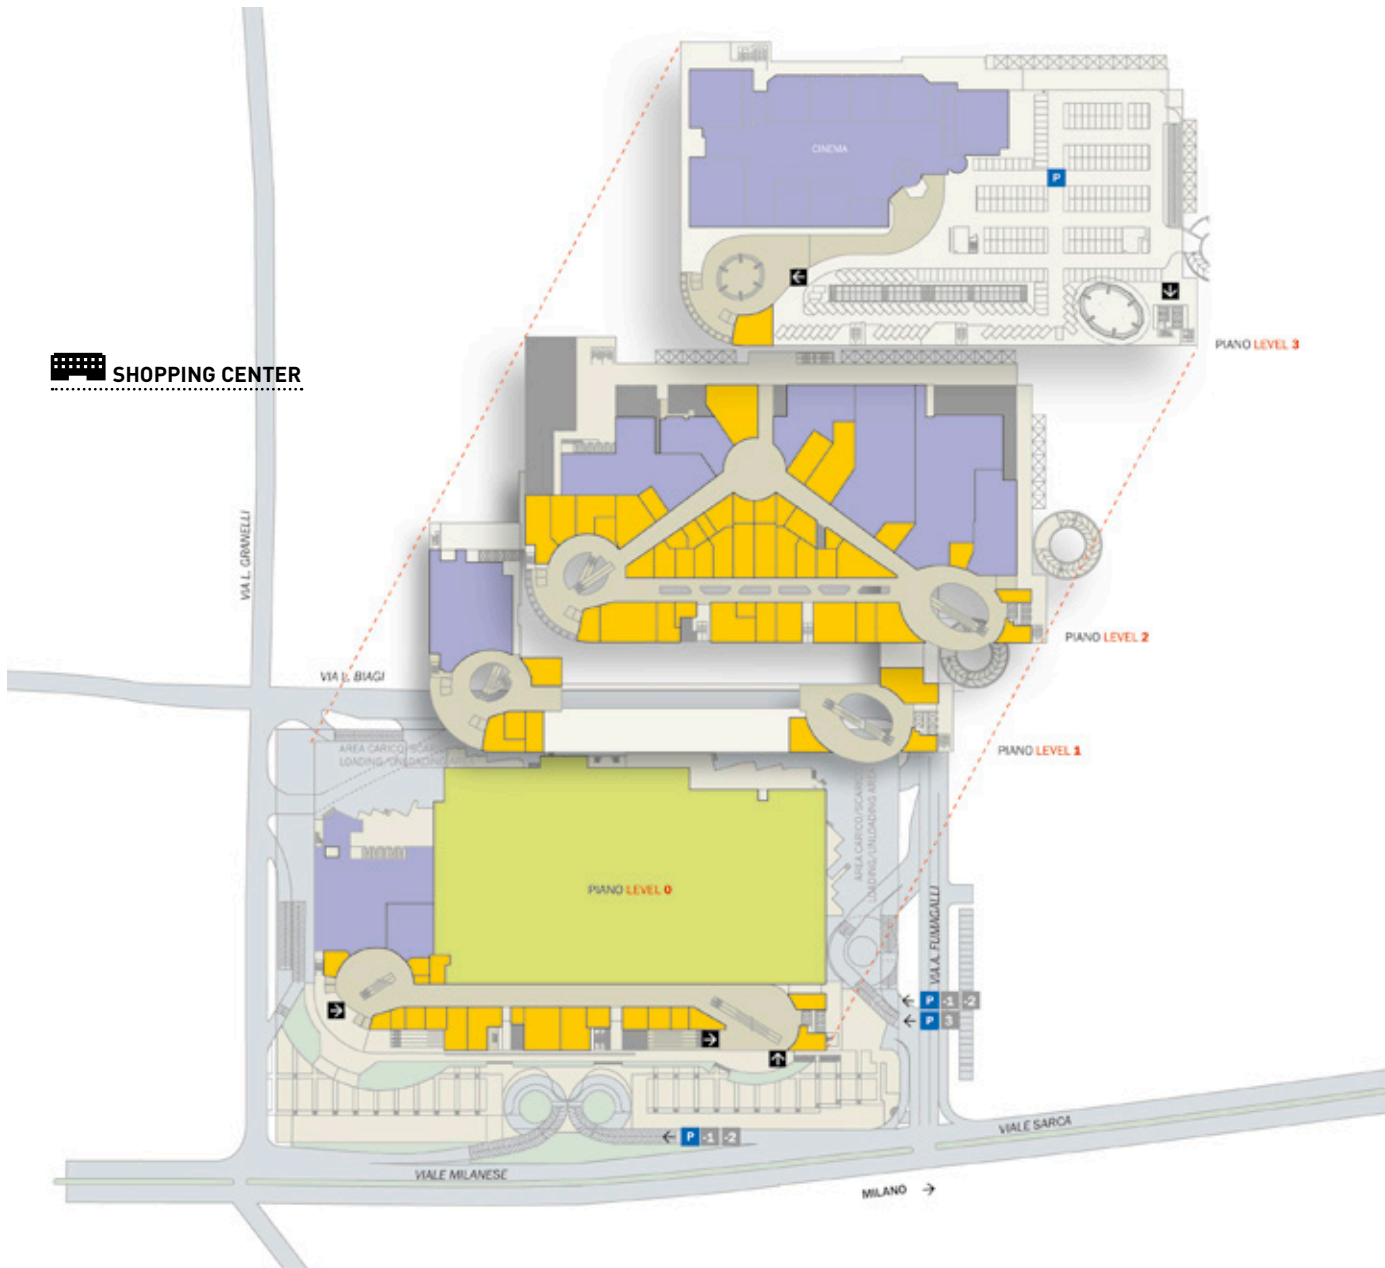 CINEMA
P
PIANO LEVEL 3
SHOPPING CENTER
VIA L. GRANELLI
PIANO LEVEL 2
VIA L. BIAGI
AREA CARICO/SCARICO
LOADING/UNLOADING AREA
PIANO LEVEL 1
AREA CARICO/SCARICO
LOADING/UNLOADING AREA
PIANO LEVEL 0
VIA A. FUMAGALLI
P -1 -2
P 3
P -1 -2
VIALE SARCA
VIALE MILANESE
MILANO